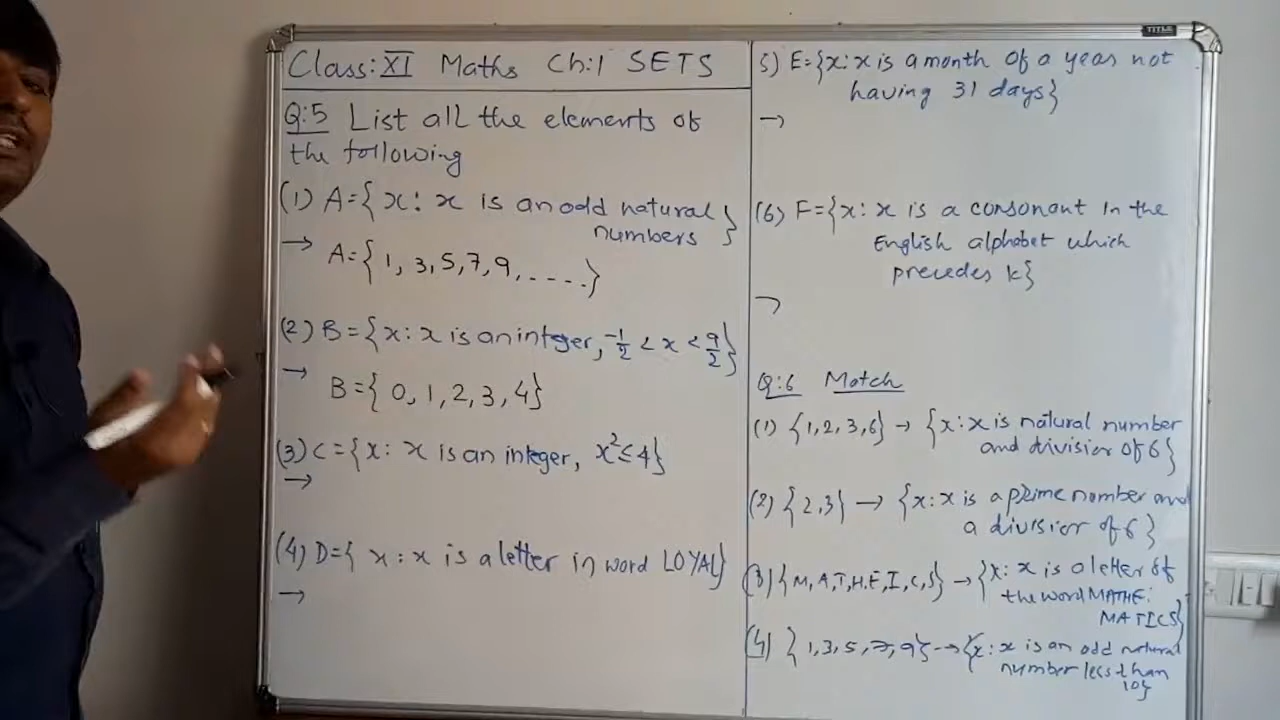 Class: XI Maths Ch:1 SETS
Q:5 List all the elements of
the following
(1) A={x: x is an odd natural
numbers}
→ A={1, 3, 5, 7, 9, .....}
(2) B={x: x is an integer, -1/2 < x < 9/2}
→ B={0, 1, 2, 3, 4}
(3) C={x: x is an integer, x² ≤ 4}
→
(4) D={x: x is a letter in word LOYAL}
→
5) E={x: x is a month of a year not
having 31 days}
→
(6) F={x: x is a consonant in the
English alphabet which
precedes k}
→
Q:6 Match
(1) {1,2,3,6} → {x: x is natural number
and division of 6}
(2) {2,3} → {x: x is a prime number and
a division of 6}
(3) {M, A, T, H, E, I, C, S} → {x: x is a letter of
the word MATHE:
MATICS}
(4) {1, 3, 5, 7, 9} → {x: x is an odd natural
number less than
10}
TITLE